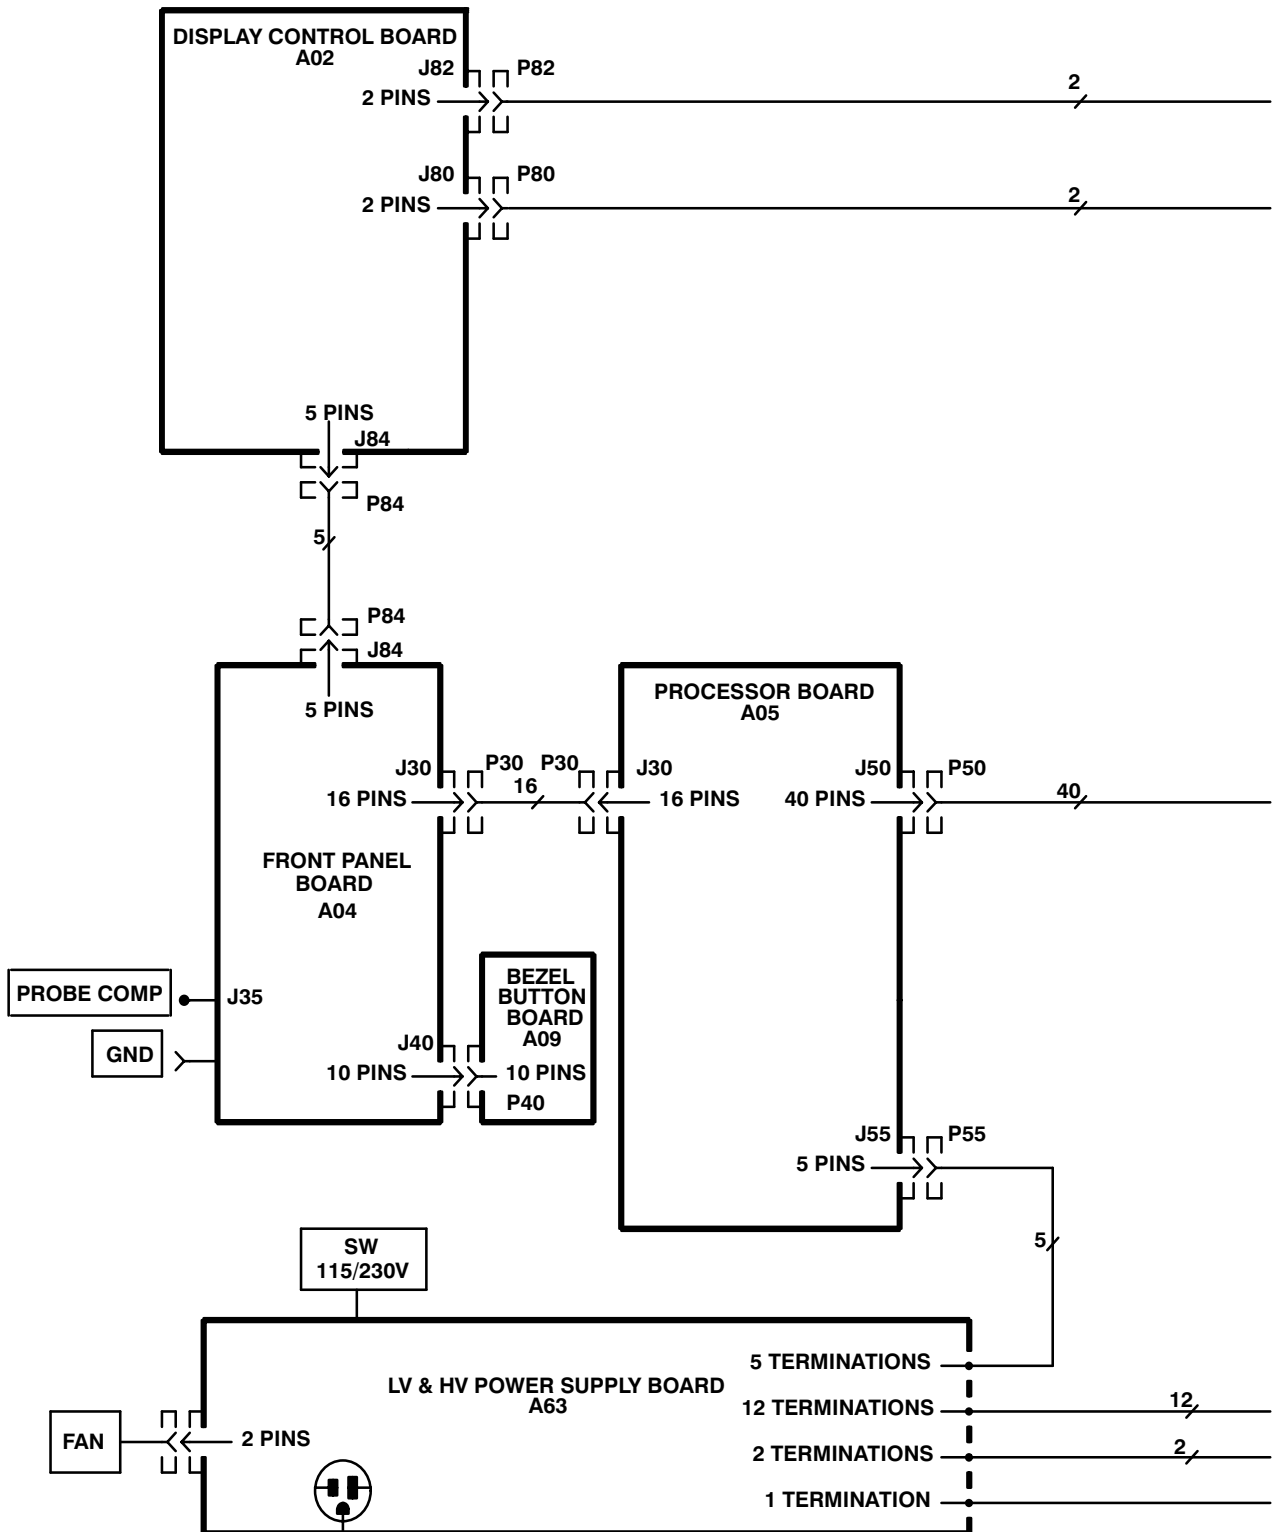 DISPLAY CONTROL BOARD
A02
J82
P82
2 PINS
2
J80
P80
2 PINS
2
5 PINS
J84
P84
5
P84
J84
5 PINS
PROCESSOR BOARD
A05
J30
P30
P30
J30
J50
P50
16 PINS
16
16 PINS
40 PINS
40
FRONT PANEL
BOARD
A04
PROBE COMP
J35
GND
BEZEL
BUTTON
BOARD
A09
J40
10 PINS
10 PINS
P40
J55
P55
5 PINS
5
SW
115/230V
5 TERMINATIONS
LV & HV POWER SUPPLY BOARD
A63
12 TERMINATIONS
12
FAN
2 PINS
2 TERMINATIONS
2
1 TERMINATION